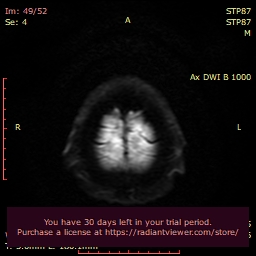 Im: 49/52
Se: 4
A
STP87
STP87
M
Ax DWI B 1000
R
L
You have 30 days left in your trial period.
Purchase a license at https://radiantviewer.com/store/